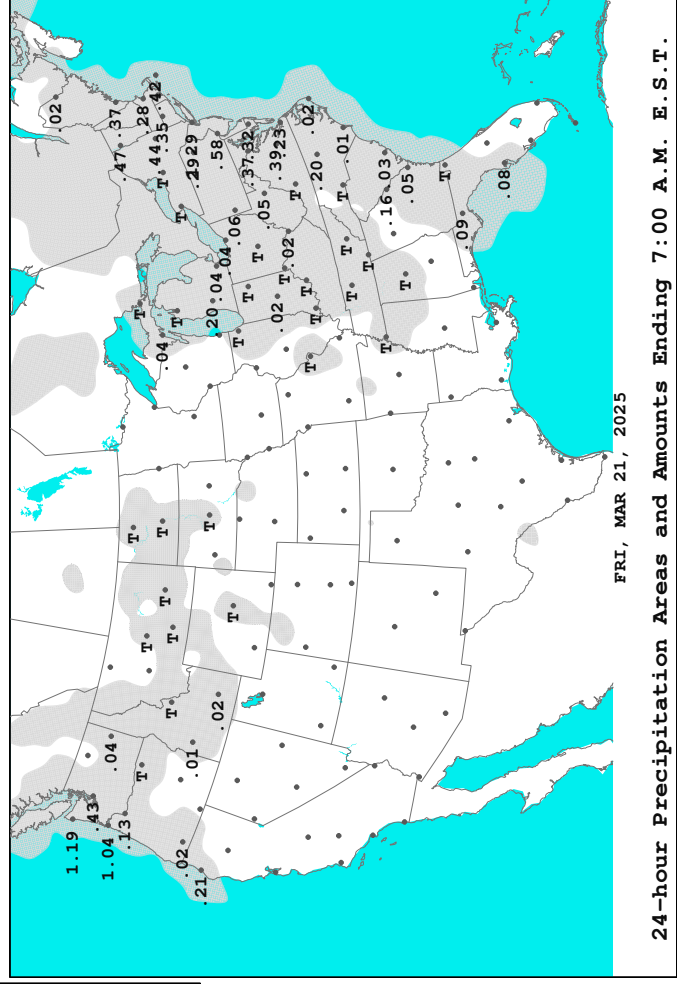 .02
1.19
.43
1.04
.04
.37
.47
.13
T
T
T
.28
T
.44
.42
.04
T
T
.35
T
T
T
T
T
.02
.01
.29
.21
T
.20
.04
.02
.58
.04
T
.06
T
.37
.32
T
T
.05
.02
.39
.23
T
.02
T
T
T
.02
T
.20
T
.01
T
T
T
T
.16
.03
T
.05
T
.09
.08
FRI, MAR 21, 2025
24-hour Precipitation Areas and Amounts Ending 7:00 A.M. E.S.T.